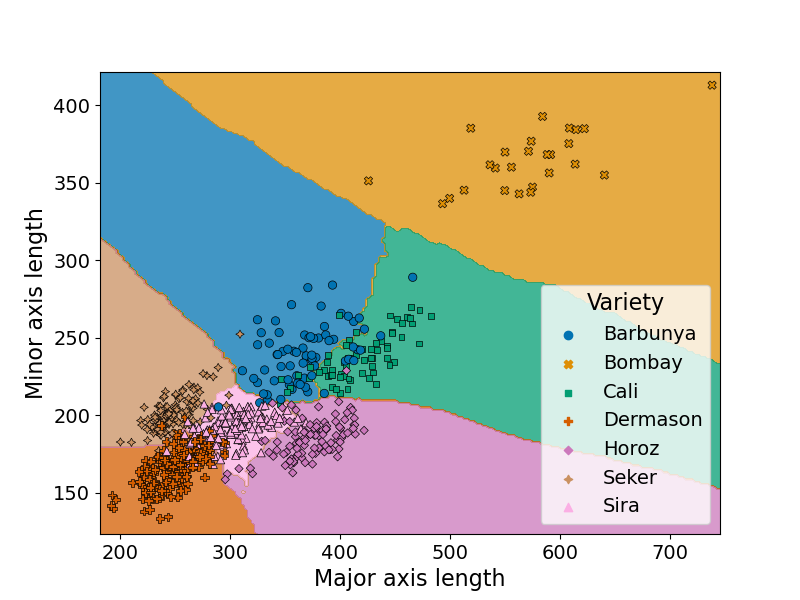 400
350
300
250
200
150
Minor axis length
200
300
400
500
600
700
Major axis length
Variety
Barbunya
Bombay
Cali
Dermason
Horoz
Seker
Sira